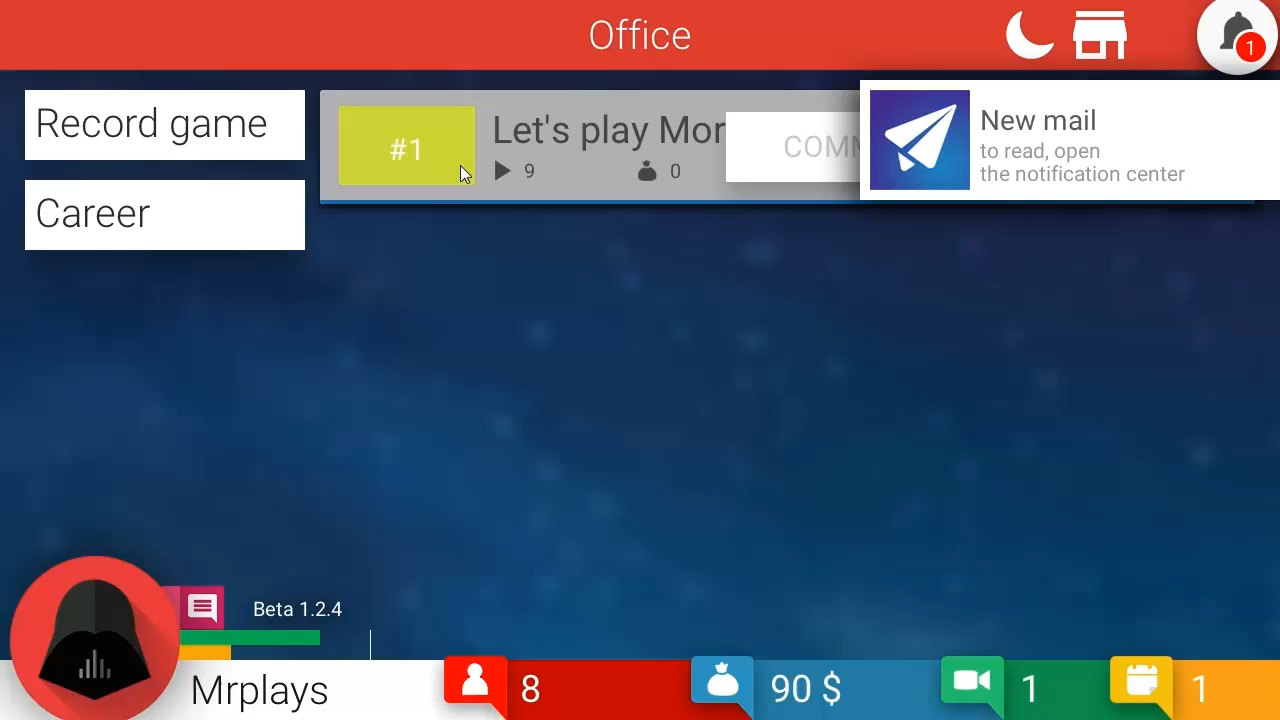 Office
1
Record game
Career
#1
Let's play Mor
9
0
COMM
New mail
to read, open
the notification center
Beta 1.2.4
Mrplays
8
90 $
1
1